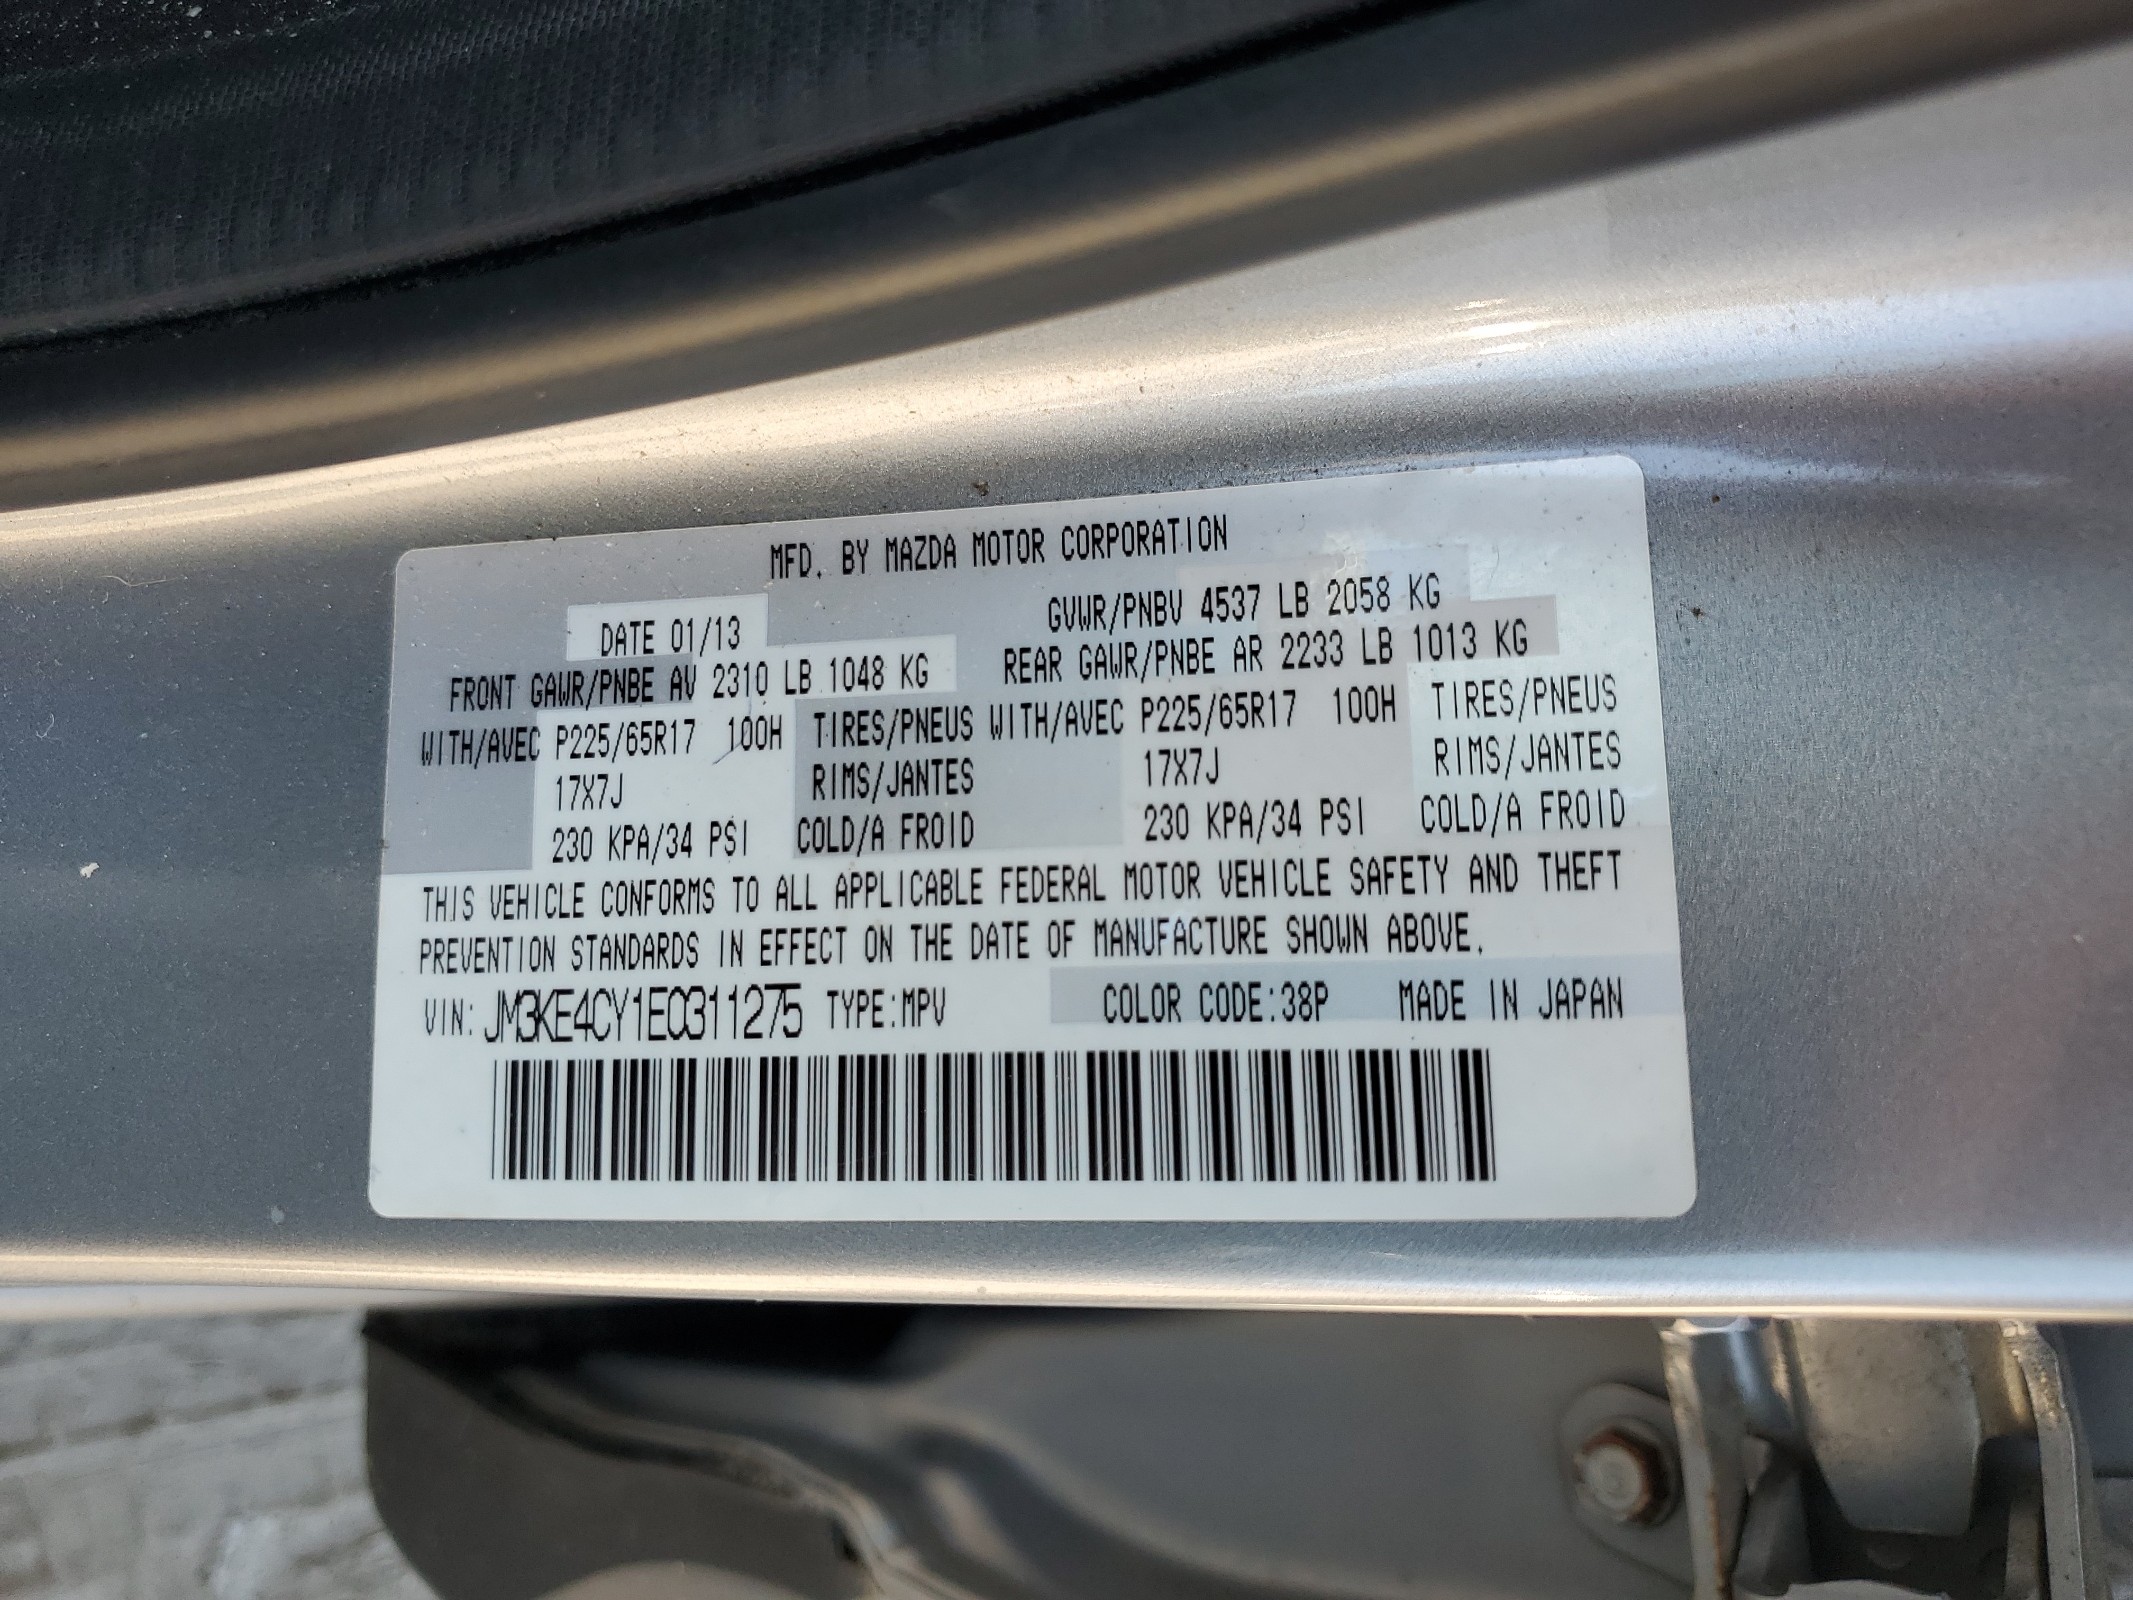 MFD. BY MAZDA MOTOR CORPORATION
DATE 01/13 GVWR/PNBV 4537 LB 2058 KG
FRONT GAWR/PNBE AV 2310 LB 1048 KG REAR GAWR/PNBE AR 2233 LB 1013 KG
WITH/AVEC P225/65R17 100H TIRES/PNEUS WITH/AVEC P225/65R17 100H TIRES/PNEUS
17X7J RIMS/JANTES 17X7J RIMS/JANTES
230 KPA/34 PSI COLD/A FROID 230 KPA/34 PSI COLD/A FROID
THIS VEHICLE CONFORMS TO ALL APPLICABLE FEDERAL MOTOR VEHICLE SAFETY AND THEFT
PREVENTION STANDARDS IN EFFECT ON THE DATE OF MANUFACTURE SHOWN ABOVE.
VIN: JM3KE4CY1E0311275 TYPE:MPV COLOR CODE:38P MADE IN JAPAN